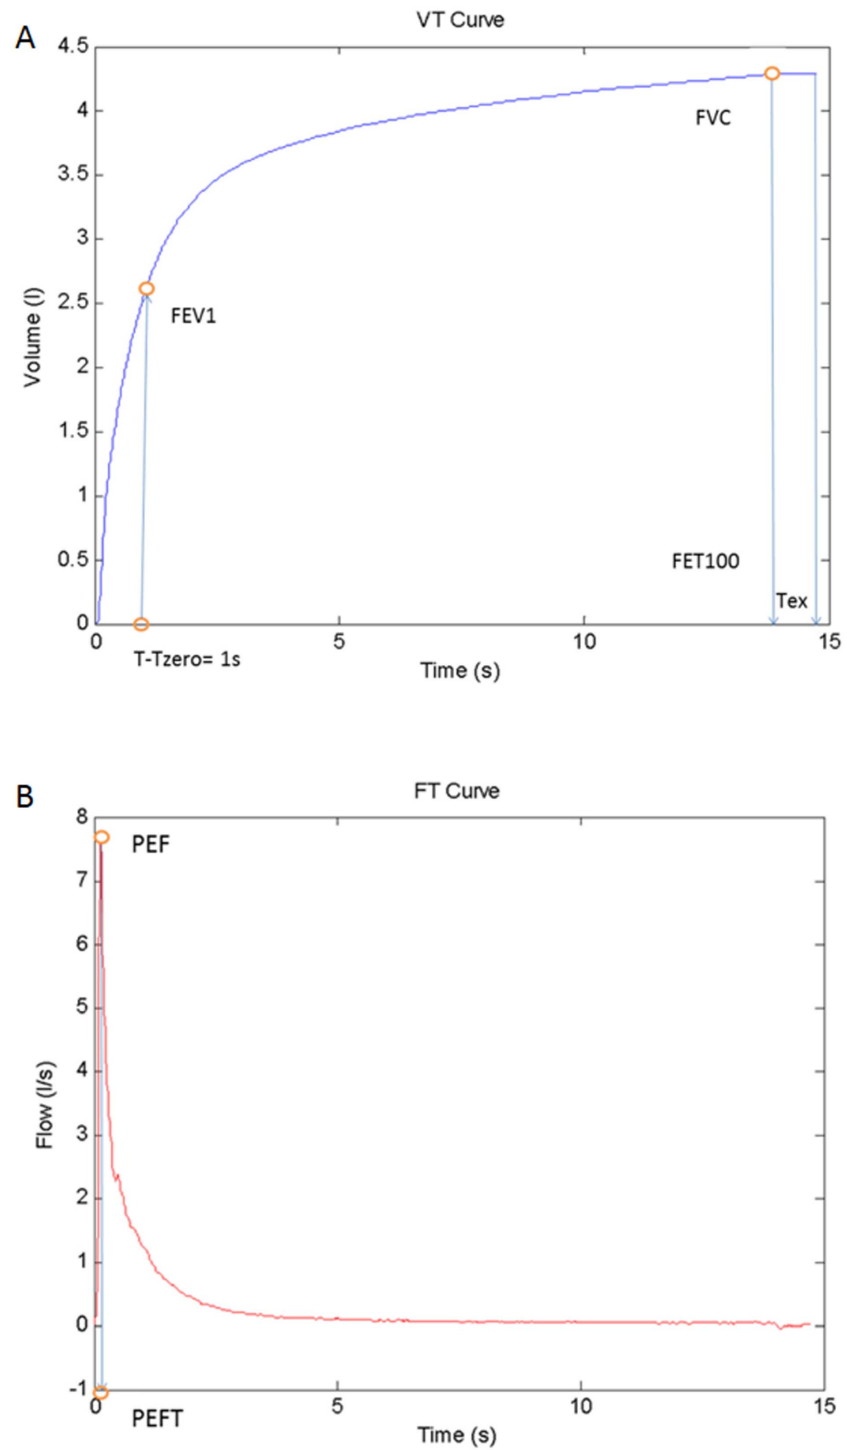 A
VT Curve
4.5
4
3.5
3
2.5
2
1.5
1
0.5
0
Volume (l)
FVC
FEV1
FET100
Tex
0
5
10
15
T-Tzero= 1s
Time (s)
B
FT Curve
8
7
6
5
4
3
2
1
0
-1
Flow (l/s)
PEF
0
5
10
15
PEFT
Time (s)